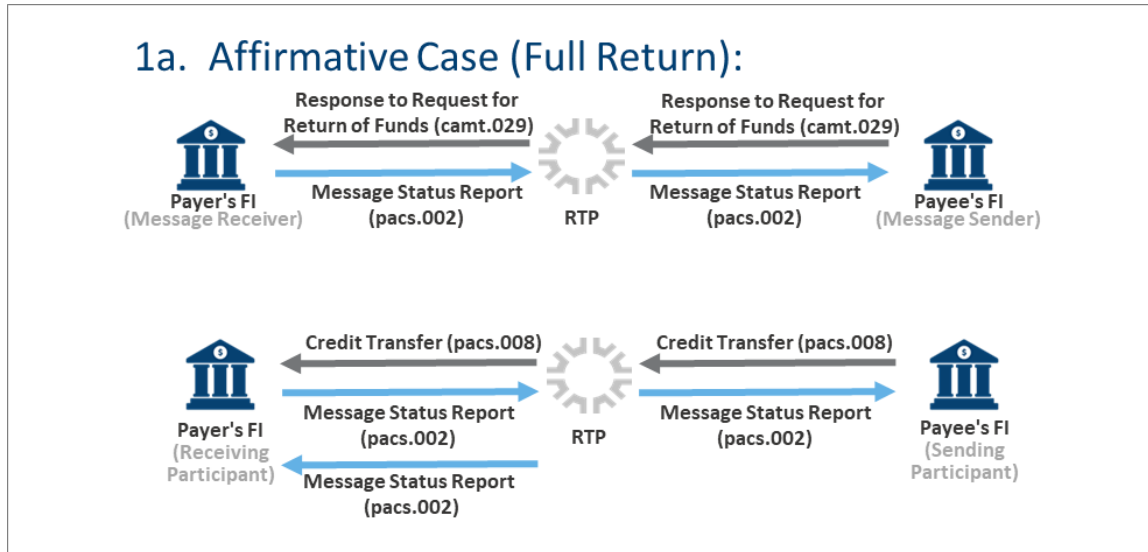 1a. Affirmative Case (Full Return):
Response to Request for
Return of Funds (camt.029)
Response to Request for
Return of Funds (camt.029)
$
$
Message Status Report
(pacs.002)
Message Status Report
(pacs.002)
Payer's FI
(Message Receiver)
RTP
Payee's FI
(Message Sender)
Credit Transfer (pacs.008)
Credit Transfer (pacs.008)
$
$
Message Status Report
(pacs.002)
Message Status Report
(pacs.002)
Payer's FI
(Receiving
Participant)
RTP
Payee's FI
(Sending
Participant)
Message Status Report
(pacs.002)